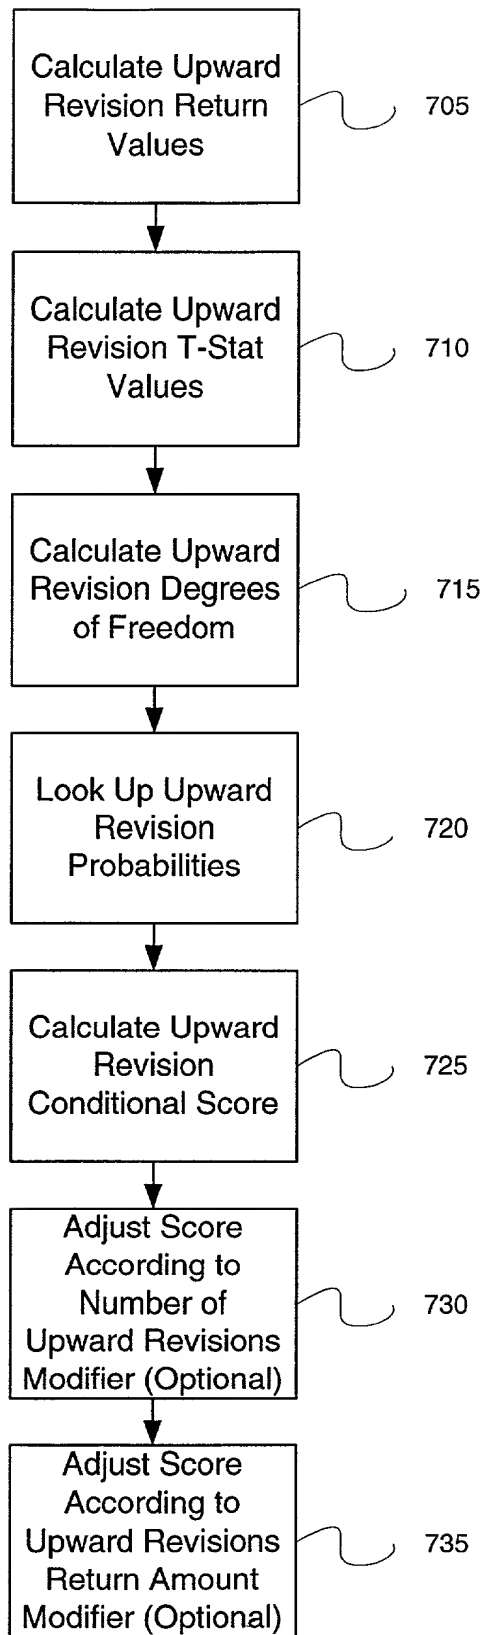 Calculate Upward
Revision Return
Values
705
Calculate Upward
Revision T-Stat
Values
710
Calculate Upward
Revision Degrees
of Freedom
715
Look Up Upward
Revision
Probabilities
720
Calculate Upward
Revision
Conditional Score
725
Adjust Score
According to
Number of
Upward Revisions
Modifier (Optional)
730
Adjust Score
According to
Upward Revisions
Return Amount
Modifier (Optional)
735